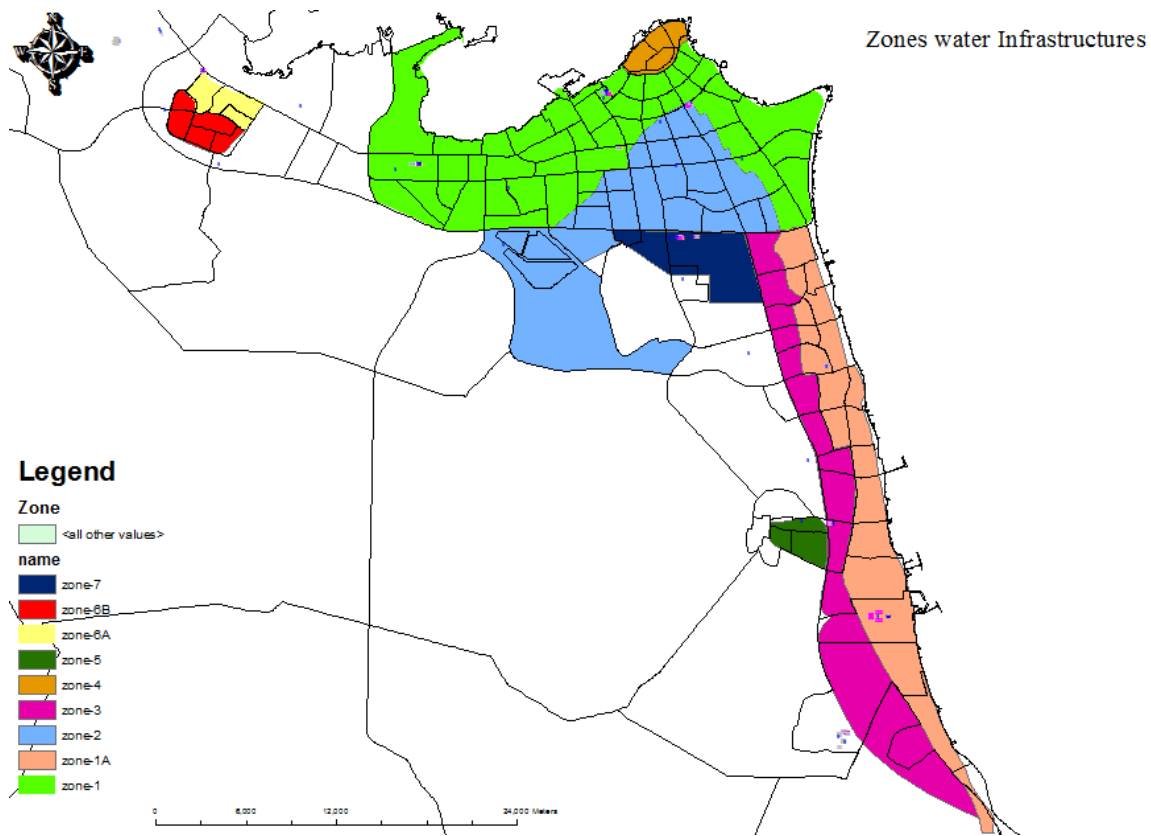 Zones water Infrastructures
N
W
E
S
Legend
Zone
<all other values>
name
zone-7
zone-6B
zone-6A
zone-5
zone-4
zone-3
zone-2
zone-1A
zone-1
0 6,000 12,000 24,000 Meters